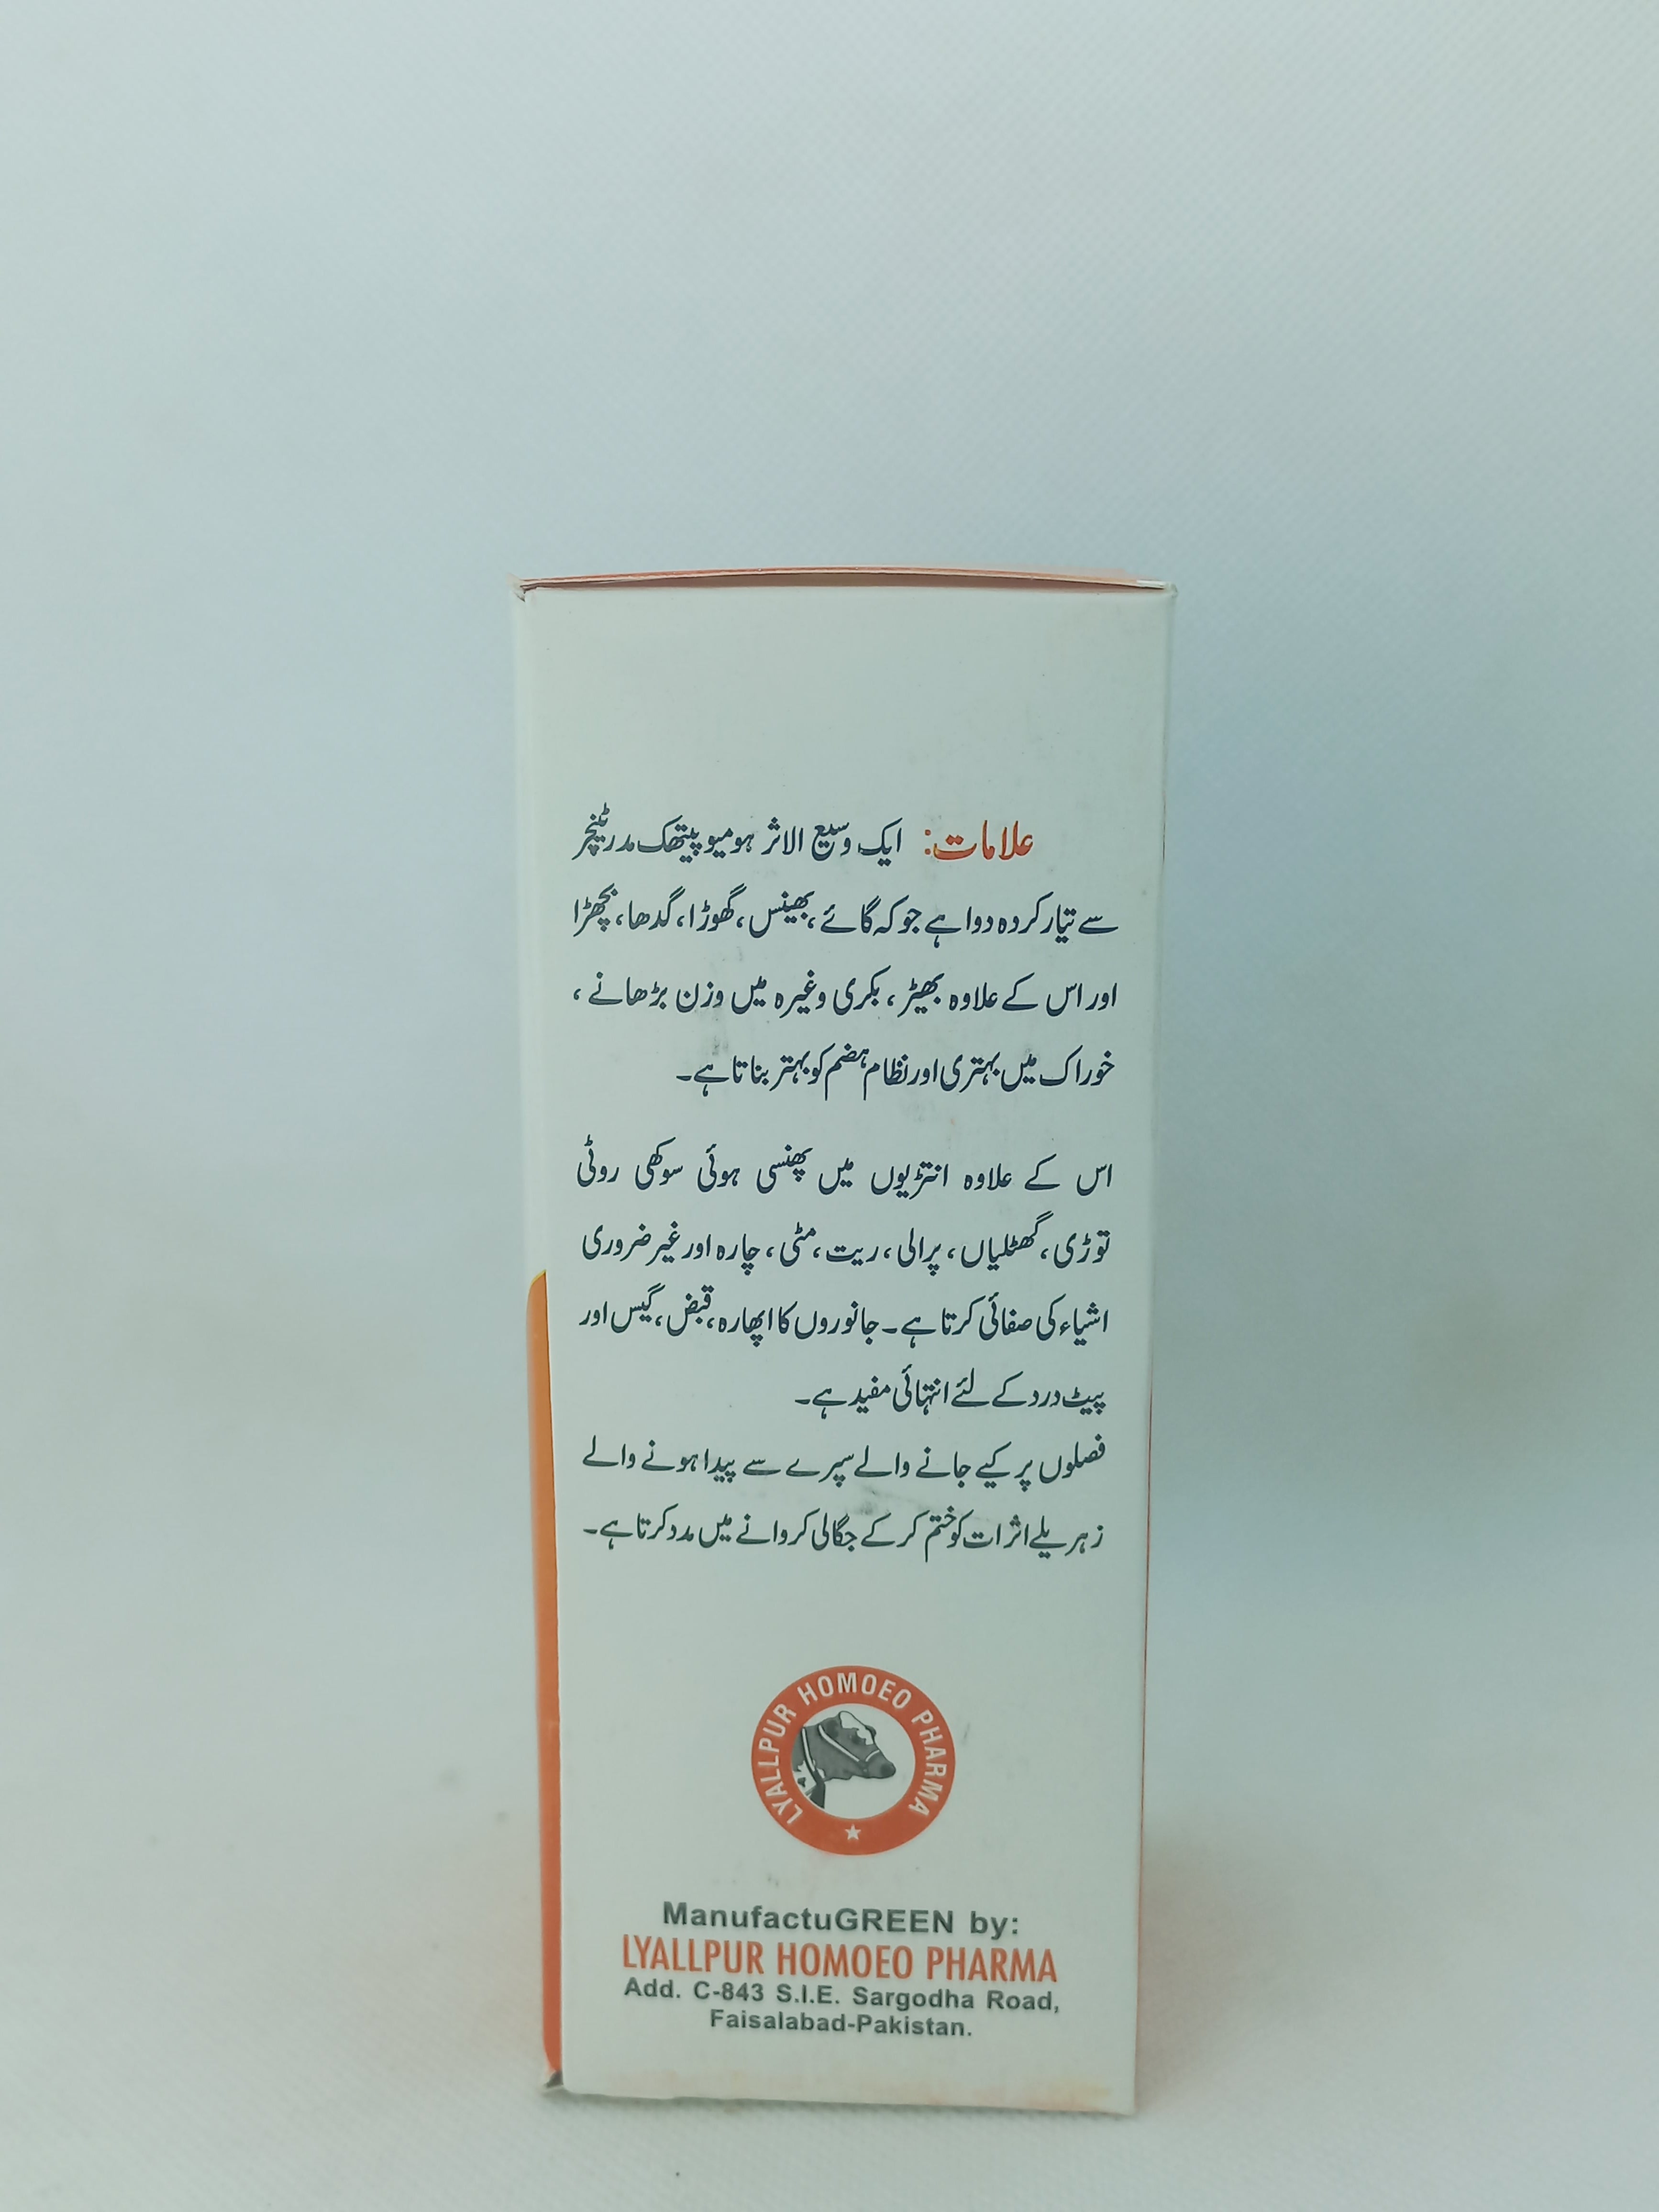 علامات: ایک وسیع الاثر ہومیوپیتھک مدر ٹینچر
سے تیار کردہ دوا ہے جو کہ گائے، بھینس، گھوڑا، گدھا، بچھڑا
اور اس کے علاوہ بھیڑ، بکری وغیرہ میں وزن بڑھانے،
خوراک میں بہتری اور نظام ہضم کو بہتر بناتا ہے۔
اس کے علاوہ انتڑیوں میں پھنسی ہوئی سوکھی روٹی
توڑی، گھٹلیاں، پرالی، ریت، مٹی، چارہ اور غیر ضروری
اشیاء کی صفائی کرتا ہے۔ جانوروں کا اپھارہ، قبض، گیس اور
پیٹ درد کے لئے انتہائی مفید ہے۔
فصلوں پر کیے جانے والے سپرے سے پیدا ہونے والے
زہریلے اثرات کو ختم کر کے جگالی کروانے میں مدد کرتا ہے۔
LYALLPUR HOMOEO PHARMA
ManufactuGREEN by:
LYALLPUR HOMOEO PHARMA
Add. C-843 S.I.E. Sargodha Road,
Faisalabad-Pakistan.